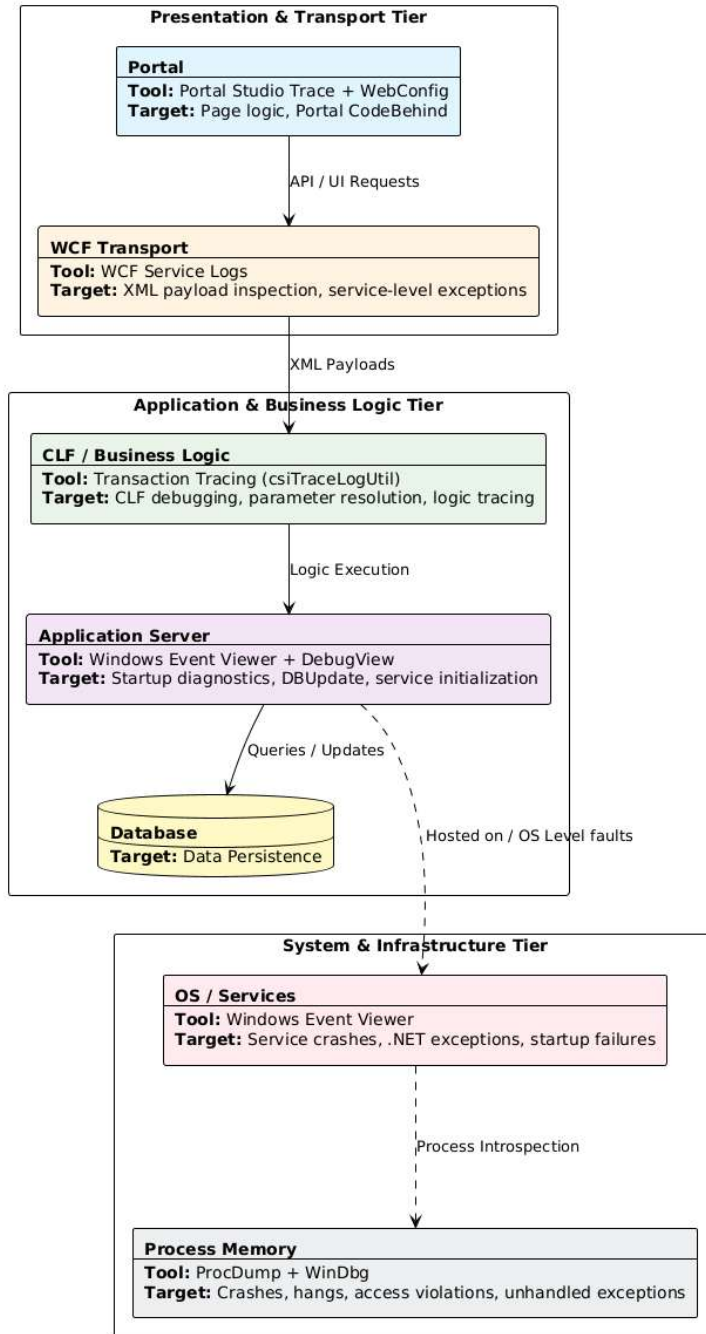 Presentation & Transport Tier
Portal
Tool: Portal Studio Trace + WebConfig
Target: Page logic, Portal CodeBehind
API / UI Requests
WCF Transport
Tool: WCF Service Logs
Target: XML payload inspection, service-level exceptions
XML Payloads
Application & Business Logic Tier
CLF / Business Logic
Tool: Transaction Tracing (csiTraceLogUtil)
Target: CLF debugging, parameter resolution, logic tracing
Logic Execution
Application Server
Tool: Windows Event Viewer + DebugView
Target: Startup diagnostics, DBUpdate, service initialization
Queries / Updates
Database
Target: Data Persistence
Hosted on / OS Level faults
System & Infrastructure Tier
OS / Services
Tool: Windows Event Viewer
Target: Service crashes, .NET exceptions, startup failures
Process Introspection
Process Memory
Tool: ProcDump + WinDbg
Target: Crashes, hangs, access violations, unhandled exceptions